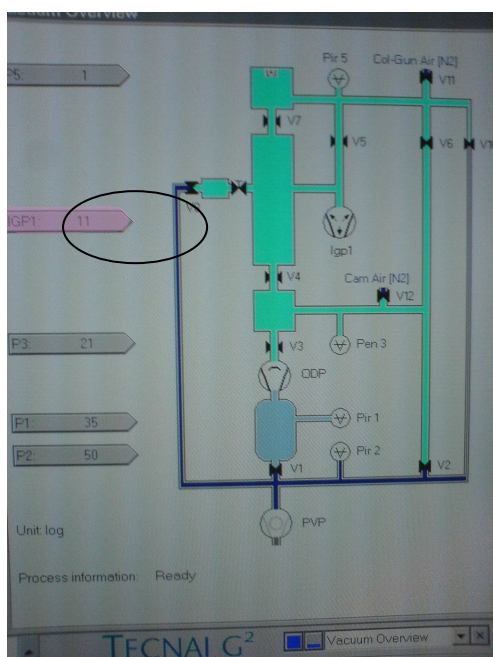 Vacuum Overview
Pir 5
Col-Gun Air [N2]
P5: 1
V11
V7
V5
V6
IGP1: 11
Igp1
V4
Cam Air [N2]
V12
P3: 21
V3
Pen 3
ODP
P1: 35
Pir 1
P2: 50
Pir 2
V1
V2
PVP
Unit: log
Process information: Ready
TECNAI G²
Vacuum Overview